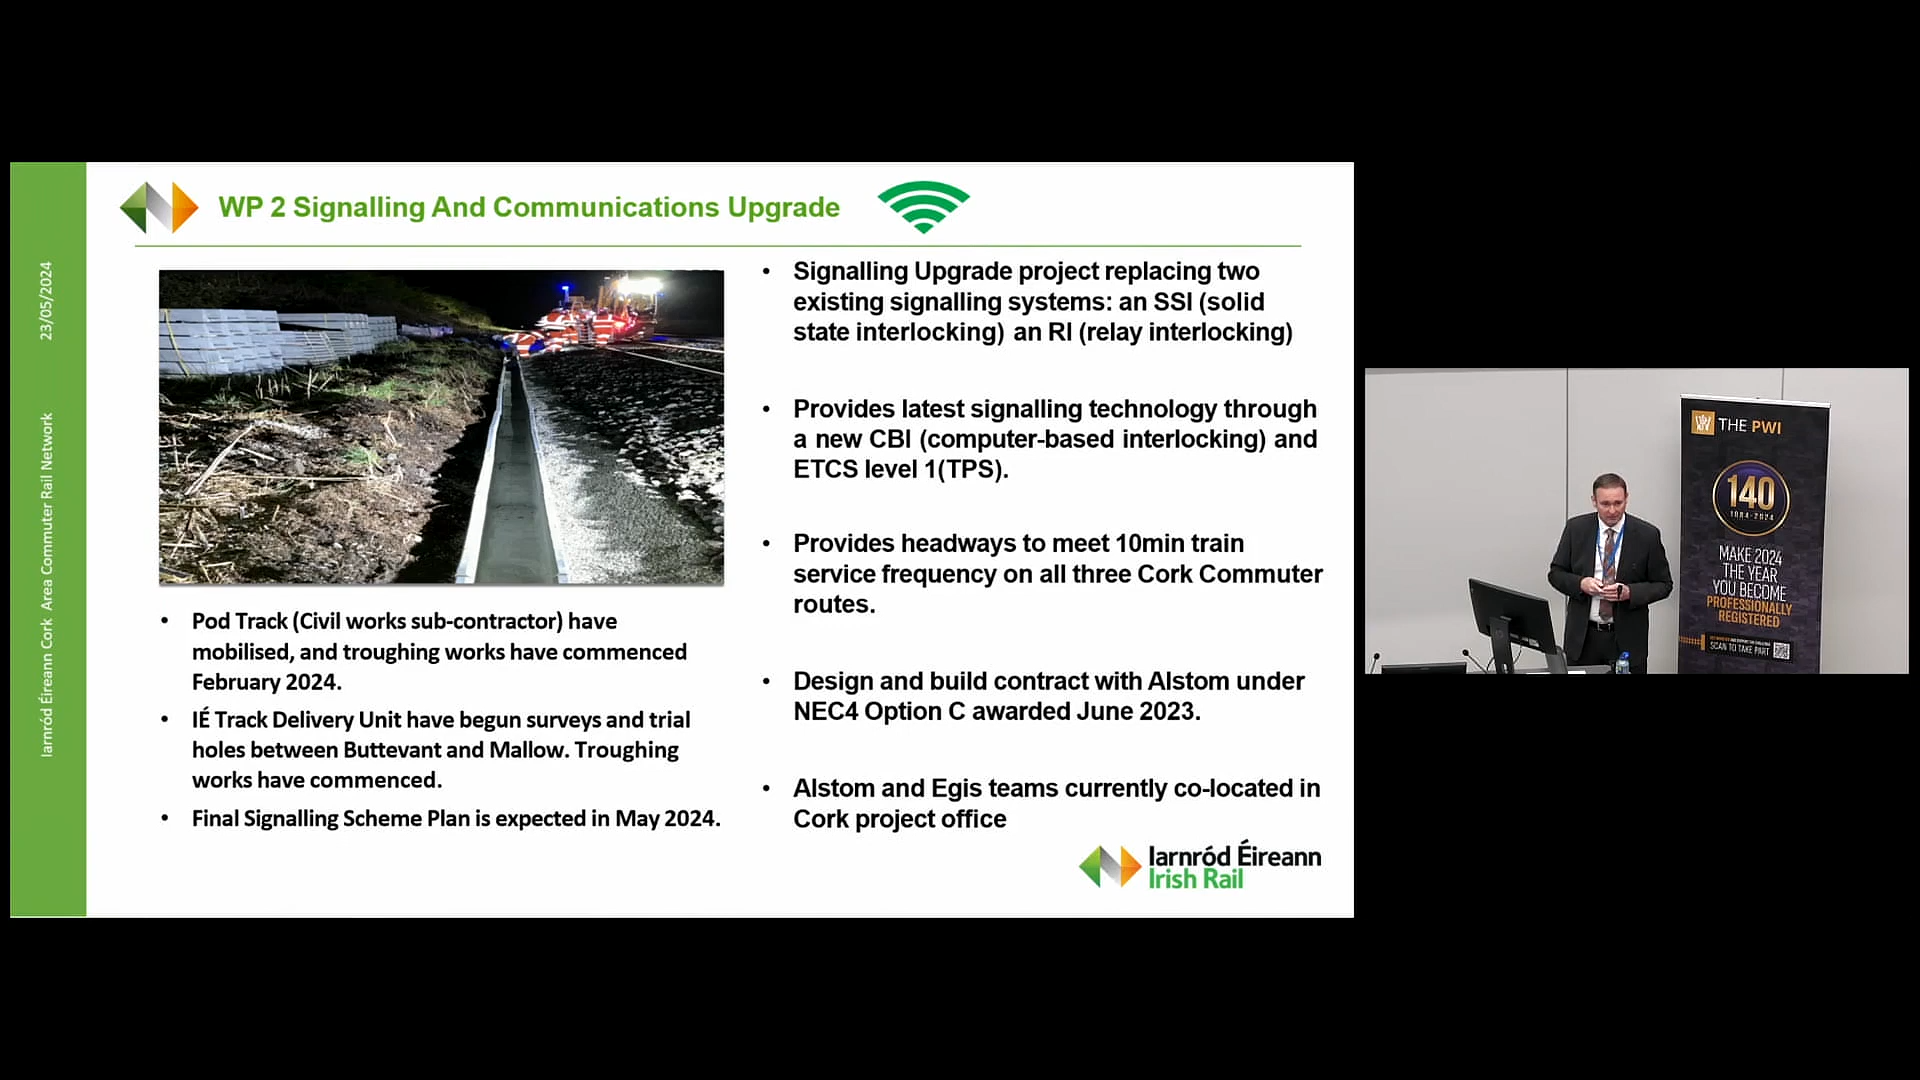 WP 2 Signalling And Communications Upgrade
23/05/2024
Iarnród Éireann Cork Area Commuter Rail Network
• Pod Track (Civil works sub-contractor) have
mobilised, and troughing works have commenced
February 2024.
• IÉ Track Delivery Unit have begun surveys and trial
holes between Buttevant and Mallow. Troughing
works have commenced.
• Final Signalling Scheme Plan is expected in May 2024.
• Signalling Upgrade project replacing two
existing signalling systems: an SSI (solid
state interlocking) an RI (relay interlocking)
• Provides latest signalling technology through
a new CBI (computer-based interlocking) and
ETCS level 1(TPS).
• Provides headways to meet 10min train
service frequency on all three Cork Commuter
routes.
• Design and build contract with Alstom under
NEC4 Option C awarded June 2023.
• Alstom and Egis teams currently co-located in
Cork project office
Iarnród Éireann
Irish Rail
THE PWI
140
1884-2024
MAKE 2024
THE YEAR
YOU BECOME
PROFESSIONALLY
REGISTERED
SCAN TO TAKE PART